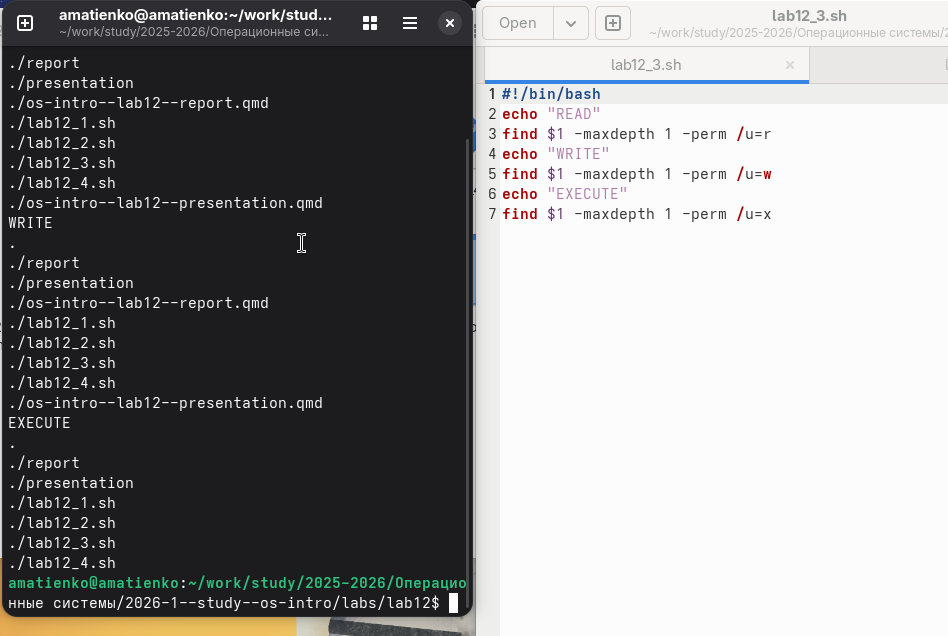 amatienko@amatienko:~/work/stud...
~/work/study/2025-2026/Операционные си...
./report
./presentation
./os-intro--lab12--report.qmd
./lab12_1.sh
./lab12_2.sh
./lab12_3.sh
./lab12_4.sh
./os-intro--lab12--presentation.qmd
WRITE
.
./report
./presentation
./os-intro--lab12--report.qmd
./lab12_1.sh
./lab12_2.sh
./lab12_3.sh
./lab12_4.sh
./os-intro--lab12--presentation.qmd
EXECUTE
.
./report
./presentation
./lab12_1.sh
./lab12_2.sh
./lab12_3.sh
./lab12_4.sh
amatienko@amatienko:~/work/study/2025-2026/Операцио
нные системы/2026-1--study--os-intro/labs/lab12$
Open
lab12_3.sh
~/work/study/2025-2026/Операционные системы/2
lab12_3.sh
1 #!/bin/bash
2 echo "READ"
3 find $1 -maxdepth 1 -perm /u=r
4 echo "WRITE"
5 find $1 -maxdepth 1 -perm /u=w
6 echo "EXECUTE"
7 find $1 -maxdepth 1 -perm /u=x